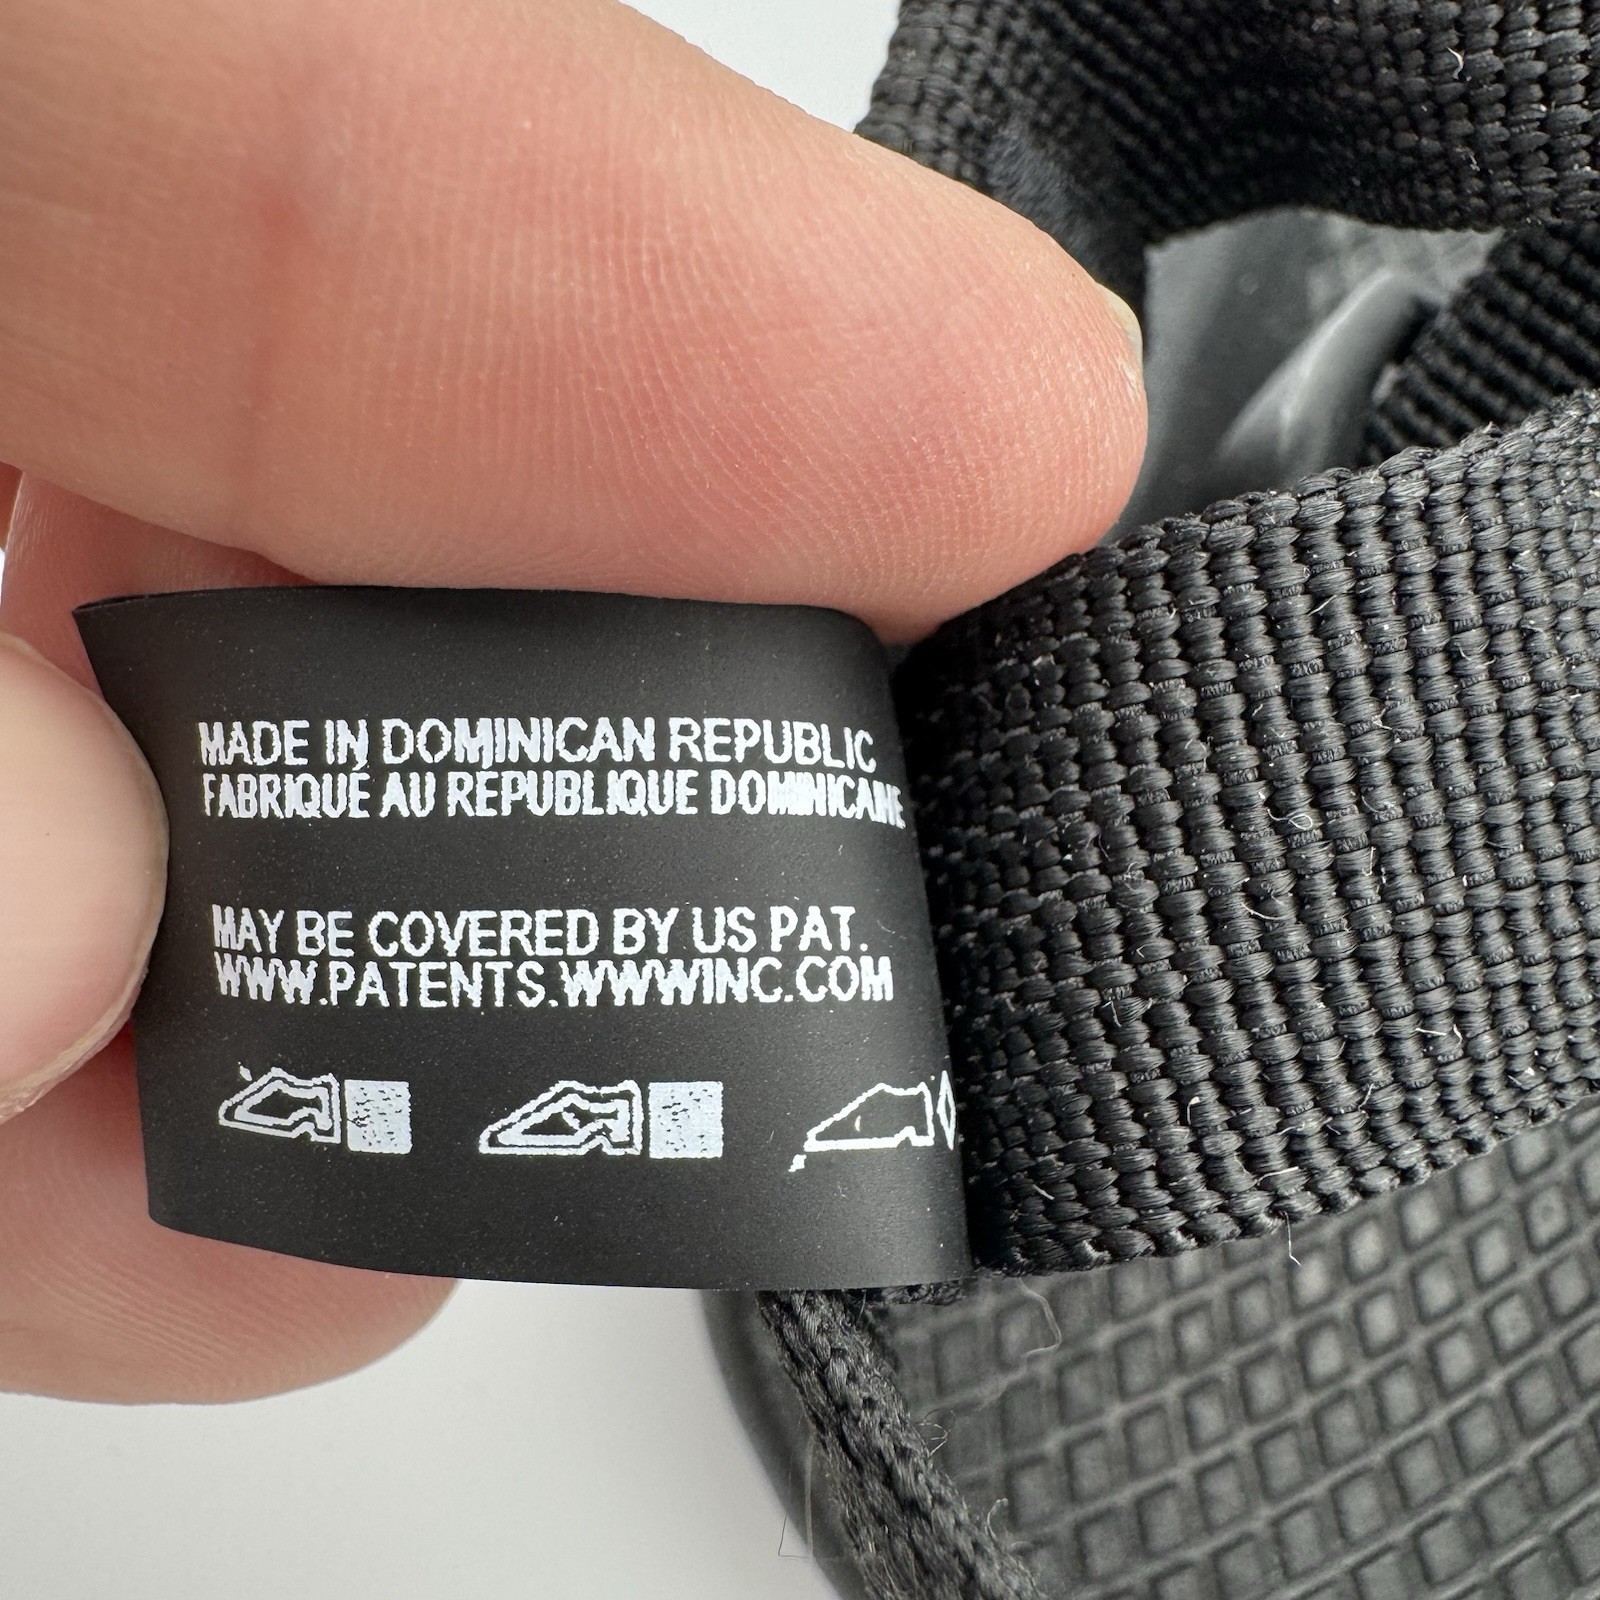 MADE IN DOMINICAN REPUBLIC
FABRIQUÉ AU REPUBLIQUE DOMINICAINE
MAY BE COVERED BY US PAT.
WWW.PATENTS.WWWINC.COM